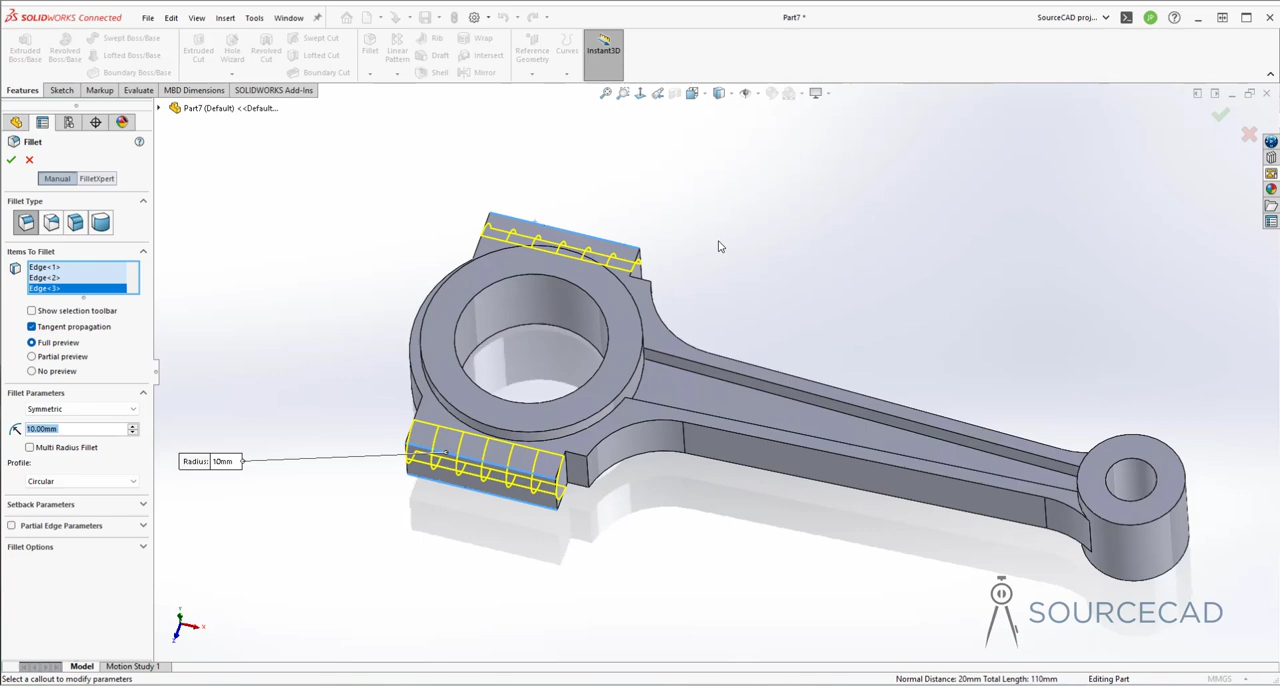 SOLIDWORKS Connected File Edit View Insert Tools Window Part7 * SourceCAD proj... JP
Extruded Boss/Base Revolved Boss/Base Swept Boss/Base Lofted Boss/Base Boundary Boss/Base Extruded Cut Hole Wizard Revolved Cut Swept Cut Lofted Cut Boundary Cut Fillet Linear Pattern Rib Draft Shell Wrap Intersect Mirror Reference Geometry Curves Instant3D
Features Sketch Markup Evaluate MBD Dimensions SOLIDWORKS Add-Ins
Part7 (Default) <<Default...
Fillet
Manual FilletXpert
Fillet Type
Items To Fillet
Edge<1>
Edge<2>
Edge<3>
Show selection toolbar
Tangent propagation
Full preview
Partial preview
No preview
Fillet Parameters
Symmetric
10.00mm
Multi Radius Fillet
Profile:
Circular
Setback Parameters
Partial Edge Parameters
Fillet Options
Radius: 10mm
Y
X
Z
SOURCECAD
Model Motion Study 1
Select a callout to modify parameters Normal Distance: 20mm Total Length: 110mm Editing Part MMGS